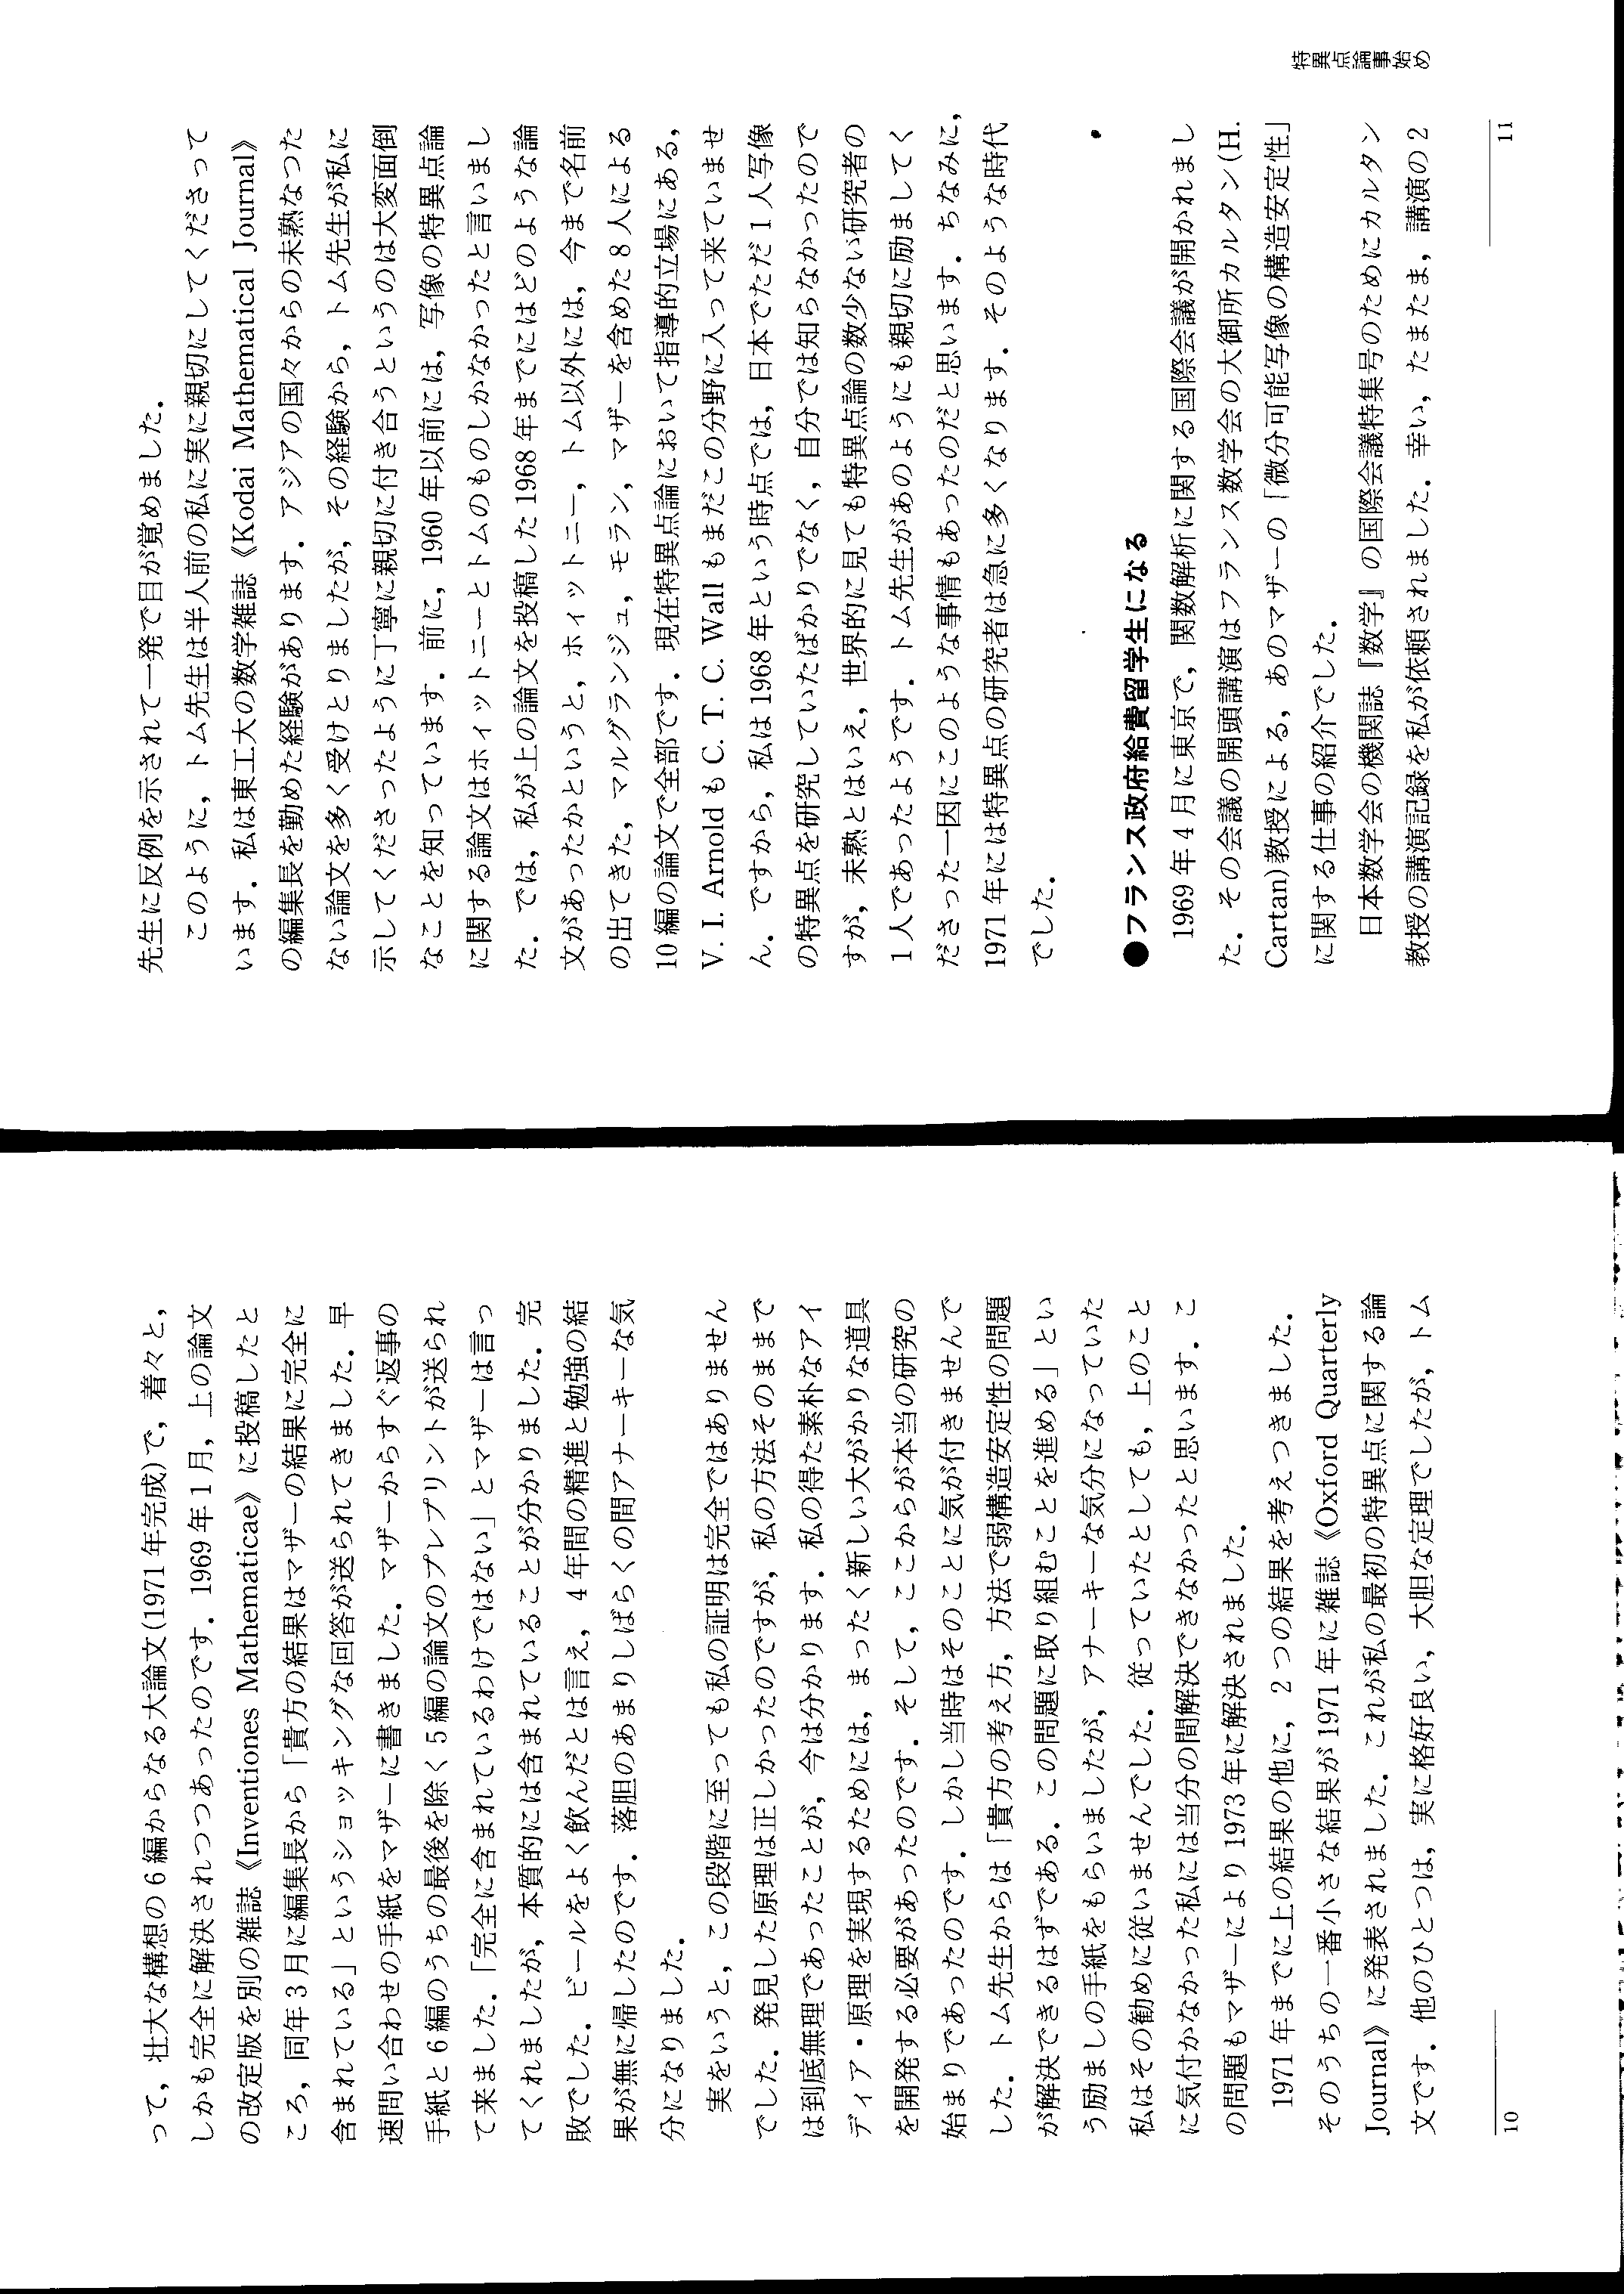 って，壮大な構想の6編からなる大論文(1971年完成)で，着々と，
しかも完全に解決されつつあったのです．1969年1月，上の論文
の改定版を別の雑誌《Inventiones Mathematicae》に投稿したと
ころ，同年3月に編集長から「貴方の結果はマザーの結果に完全に
含まれている」というショッキングな回答が送られてきました．早
速問い合わせの手紙をマザーに書きました．マザーからすぐ返事の
手紙と6編のうちの最後を除く5編の論文のプレプリントが送られ
て来ました．「完全に含まれているわけではない」とマザーは言っ
てくれましたが，本質的には含まれていることが分かりました．完
敗でした．ビールをよく飲んだとは言え，4年間の精進と勉強の結
果が無に帰したのです．落胆のあまりしばらくの間アナーキーな気
分になりました．
実をいうと，この段階に至っても私の証明は完全ではありません
でした．発見した原理は正しかったのですが，私の方法そのままで
は到底無理であったことが，今は分かります．私の得た素朴なアイ
ディア・原理を実現するためには，まったく新しい大がかりな道具
を開発する必要があったのです．そして，ここからが本当の研究の
始まりであったのです．しかし当時はそのことに気が付きませんで
した．トム先生からは「貴方の考え方，方法で弱構造安定性の問題
が解決できるはずである．この問題に取り組むことを進める」とい
う励ましの手紙をもらいましたが，アナーキーな気分になっていた
私はその勧めに従いませんでした．従っていたとしても，上のこと
に気付かなかった私には当分の間解決できなかったと思います．こ
の問題もマザーにより1973年に解決されました．
1971年までに上の結果の他に，2つの結果を考えつきました．
そのうちの一番小さな結果が1971年に雑誌《Oxford Quarterly
Journal》に発表されました．これが私の最初の特異点に関する論
文です．他のひとつは，実に格好良い，大胆な定理でしたが，トム
10
先生に反例を示されて一発で目が覚めました．
このように，トム先生は半人前の私に実に親切にしてくださって
います．私は東工大の数学雑誌《Kodai Mathematical Journal》
の編集長を勤めた経験があります．アジアの国々からの未熟なつた
ない論文を多く受けとりましたが，その経験から，トム先生が私に
示してくださったように丁寧に親切に付き合うというのは大変面倒
なことを知っています．前に，1960年以前には，写像の特異点論
に関する論文はホィットニーとトムのものしかなかったと言いまし
た．では，私が上の論文を投稿した1968年までにはどのような論
文があったかというと，ホィットニー，トム以外には，今まで名前
の出てきた，マルグランジュ，モラン，マザーを含めた8人による
10編の論文で全部です．現在特異点論において指導的立場にある，
V. I. ArnoldもC. T. C. Wallもまだこの分野に入って来ていませ
ん．ですから，私は1968年という時点では，日本でただ1人写像
の特異点を研究していたばかりでなく，自分では知らなかったので
すが，未熟とはいえ，世界的に見ても特異点論の数少ない研究者の
1人であったようです．トム先生があのようにも親切に励ましてく
ださった一因にこのような事情もあったのだと思います．ちなみに，
1971年には特異点の研究者は急に多くなります．そのような時代
でした．
●フランス政府給費留学生になる
1969年4月に東京で，関数解析に関する国際会議が開かれまし
た．その会議の開頭講演はフランス数学会の大御所カルタン(H.
Cartan)教授による，あのマザーの「微分可能写像の構造安定性」
に関する仕事の紹介でした．
日本数学会の機関誌『数学』の国際会議特集号のためにカルタン
教授の講演記録を私が依頼されました．幸い，たまたま，講演の2
特異点論事始め
11